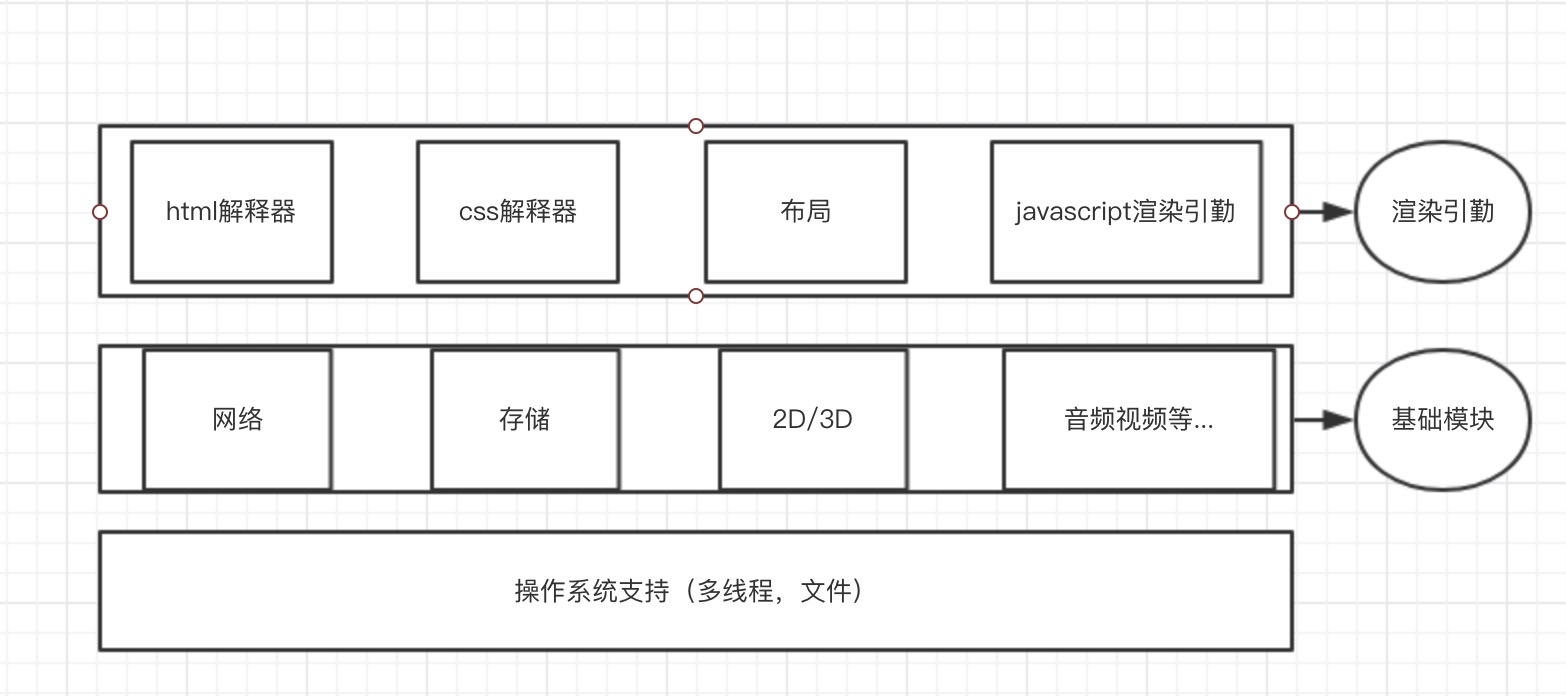 html解释器
css解释器
布局
javascript渲染引勤
渲染引勤
网络
存储
2D/3D
音频视频等...
基础模块
操作系统支持（多线程，文件）